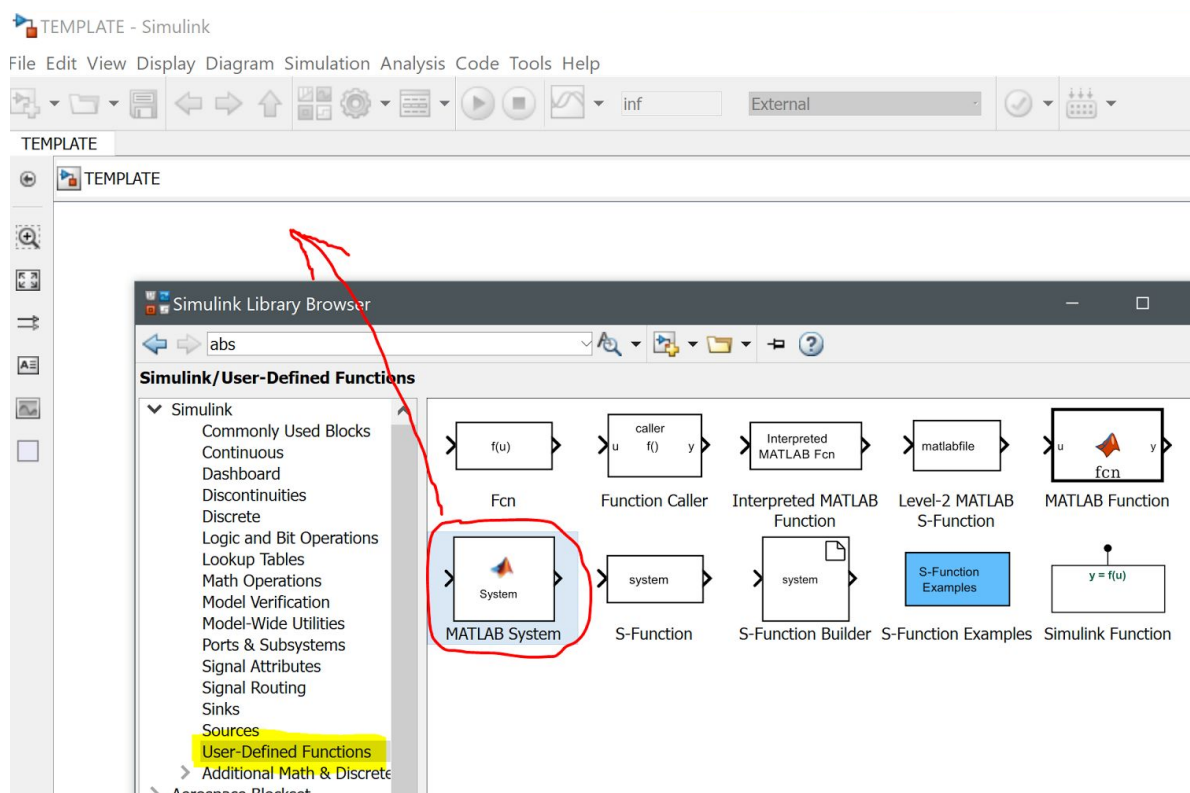 TEMPLATE - Simulink
File Edit View Display Diagram Simulation Analysis Code Tools Help
inf
External
TEMPLATE
TEMPLATE
Simulink Library Browser
abs
Simulink/User-Defined Functions
Simulink
Commonly Used Blocks
Continuous
Dashboard
Discontinuities
Discrete
Logic and Bit Operations
Lookup Tables
Math Operations
Model Verification
Model-Wide Utilities
Ports & Subsystems
Signal Attributes
Signal Routing
Sinks
Sources
User-Defined Functions
Additional Math & Discrete
Aerospace Blockset
f(u)
Fcn
caller
u f() y
Function Caller
Interpreted
MATLAB Fcn
Interpreted MATLAB
Function
matlabfile
Level-2 MATLAB
S-Function
u y
fcn
MATLAB Function
System
MATLAB System
system
S-Function
system
S-Function Builder
S-Function
Examples
S-Function Examples
y = f(u)
Simulink Function